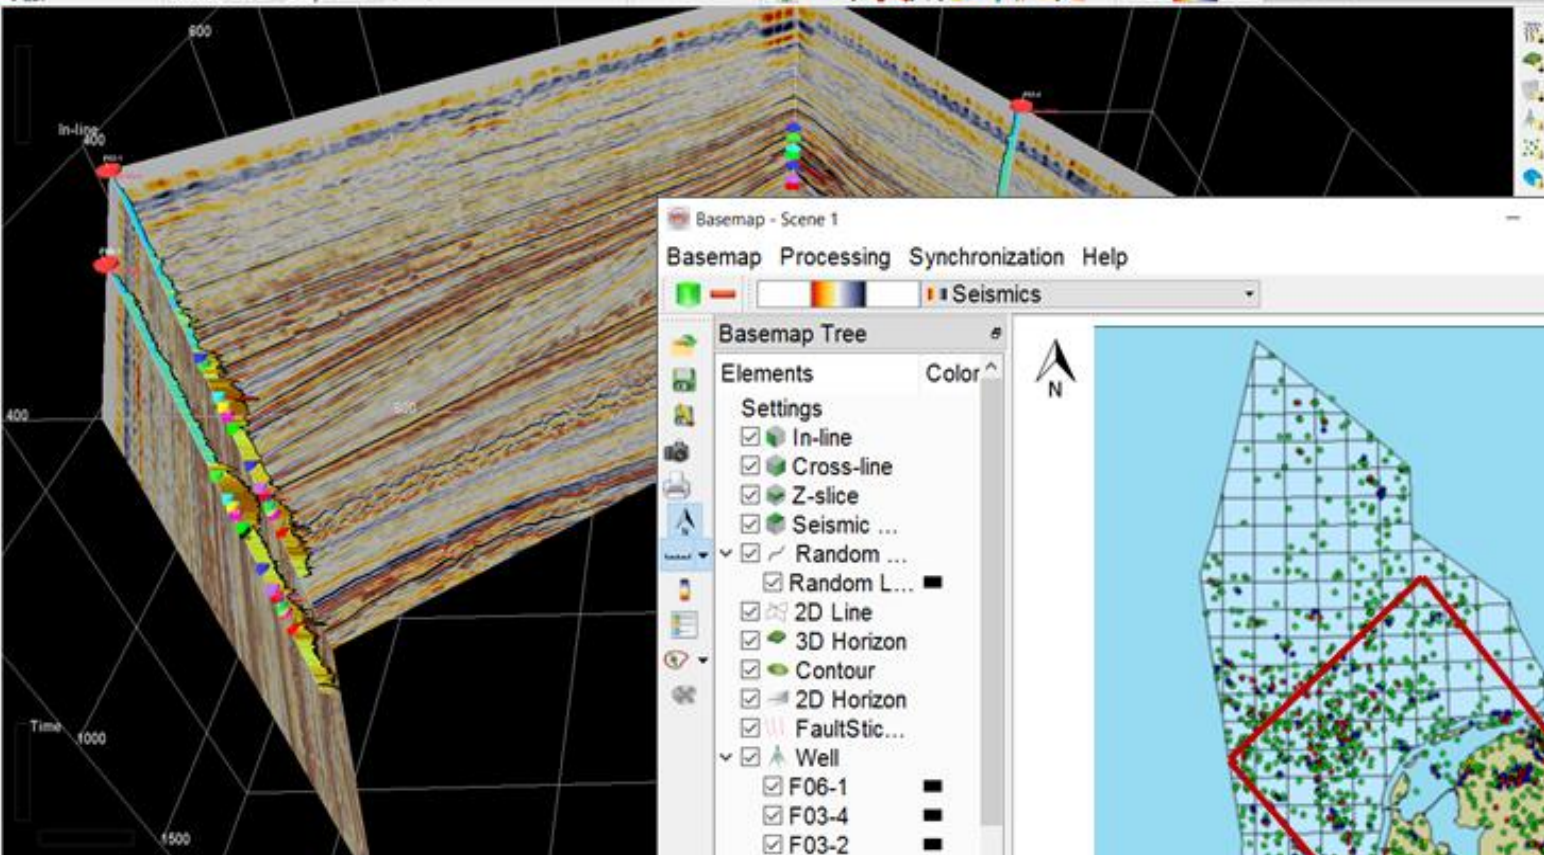 600
In-line
400
400
600
Time
1000
1500
Basemap - Scene 1
Basemap Processing Synchronization Help
Seismics
Basemap Tree
Elements Color
Settings
In-line
Cross-line
Z-slice
Seismic ...
Random ...
Random L...
2D Line
3D Horizon
Contour
2D Horizon
FaultStic...
Well
F06-1
F03-4
F03-2
N